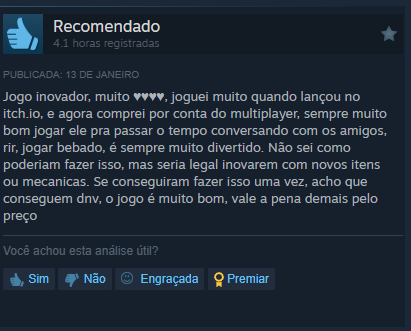 Recomendado
4.1 horas registradas
PUBLICADA: 13 DE JANEIRO
Jogo inovador, muito ♥♥♥♥, joguei muito quando lançou no
itch.io, e agora comprei por conta do multiplayer, sempre muito
bom jogar ele pra passar o tempo conversando com os amigos,
rir, jogar bebado, é sempre muito divertido. Não sei como
poderiam fazer isso, mas seria legal inovarem com novos itens
ou mecanicas. Se conseguiram fazer isso uma vez, acho que
conseguem dnv, o jogo é muito bom, vale a pena demais pelo
preço
Você achou esta análise útil?
Sim Não Engraçada Premiar